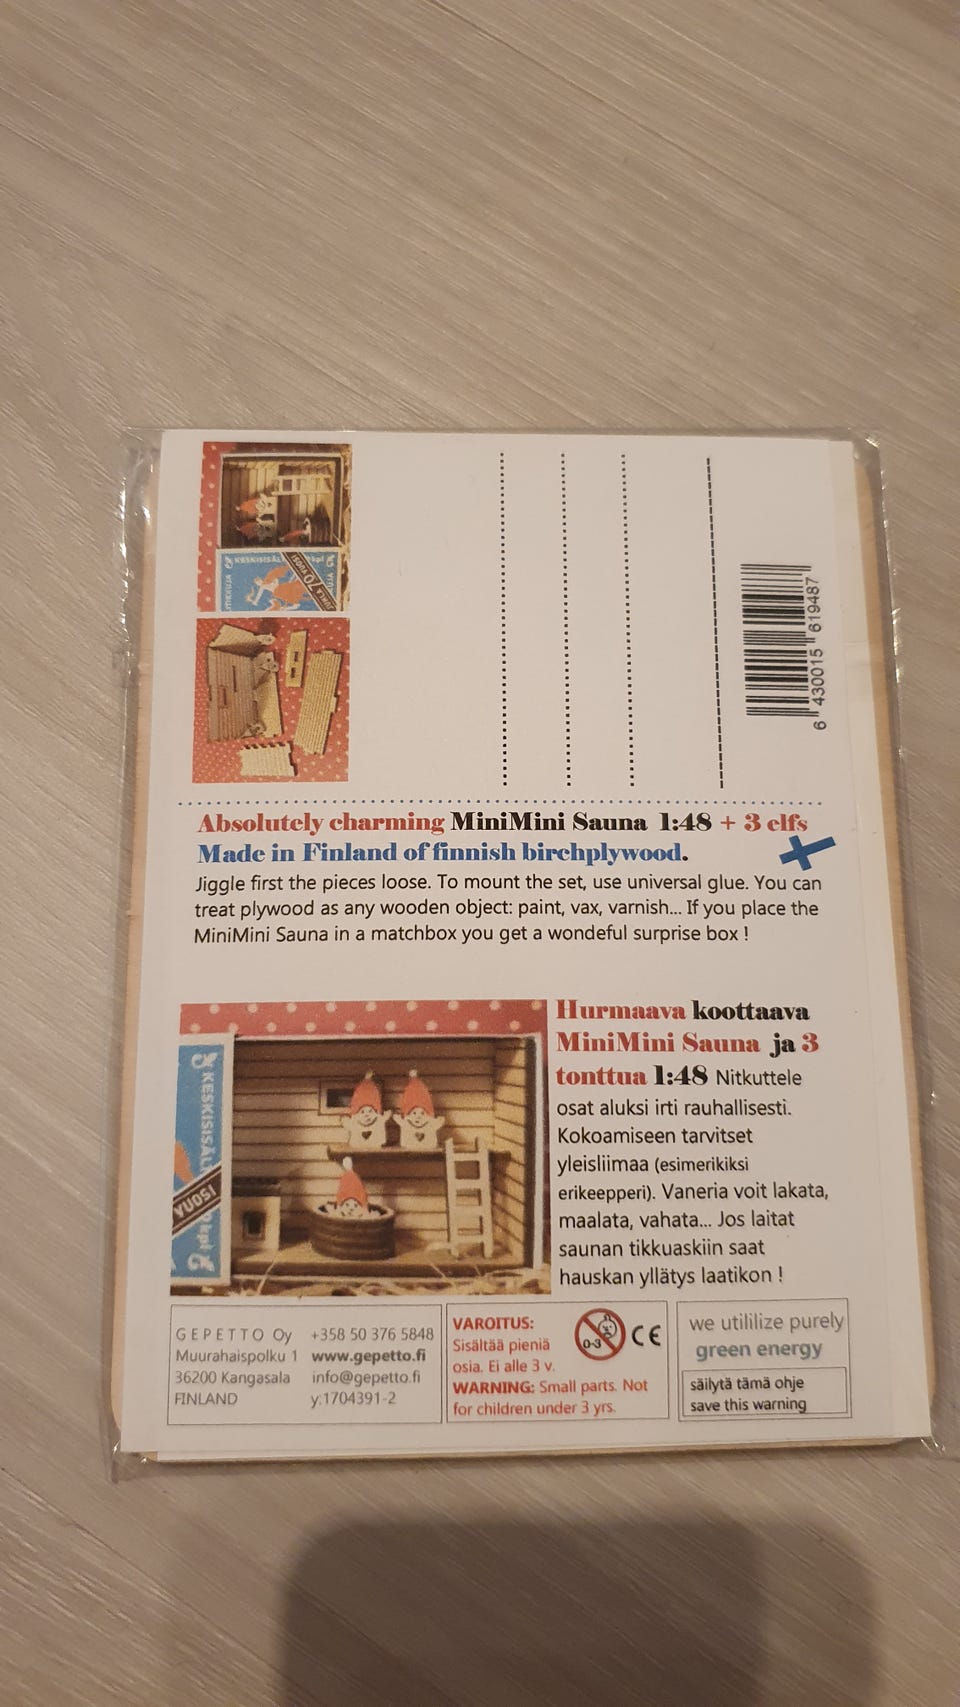 6 430015 619487
Absolutely charming MiniMini Sauna 1:48 + 3 elfs
Made in Finland of finnish birchplywood.
Jiggle first the pieces loose. To mount the set, use universal glue. You can
treat plywood as any wooden object: paint, vax, varnish... If you place the
MiniMini Sauna in a matchbox you get a wondeful surprise box !
KESKISISÄL
VUOSI
Hurmaava koottaava
MiniMini Sauna ja 3
tonttua 1:48 Nitkuttele
osat aluksi irti rauhallisesti.
Kokoamiseen tarvitset
yleisliimaa (esimerikiksi
erikeepperi). Vaneria voit lakata,
maalata, vahata... Jos laitat
saunan tikkuaskiin saat
hauskan yllätys laatikon !
GEPETTO Oy
Muurahaispolku 1
36200 Kangasala
FINLAND
+358 50 376 5848
www.gepetto.fi
info@gepetto.fi
y:1704391-2
VAROITUS:
Sisältää pieniä
osia. Ei alle 3 v.
WARNING: Small parts. Not
for children under 3 yrs.
0-3
CE
we utililize purely
green energy
säilytä tämä ohje
save this warning